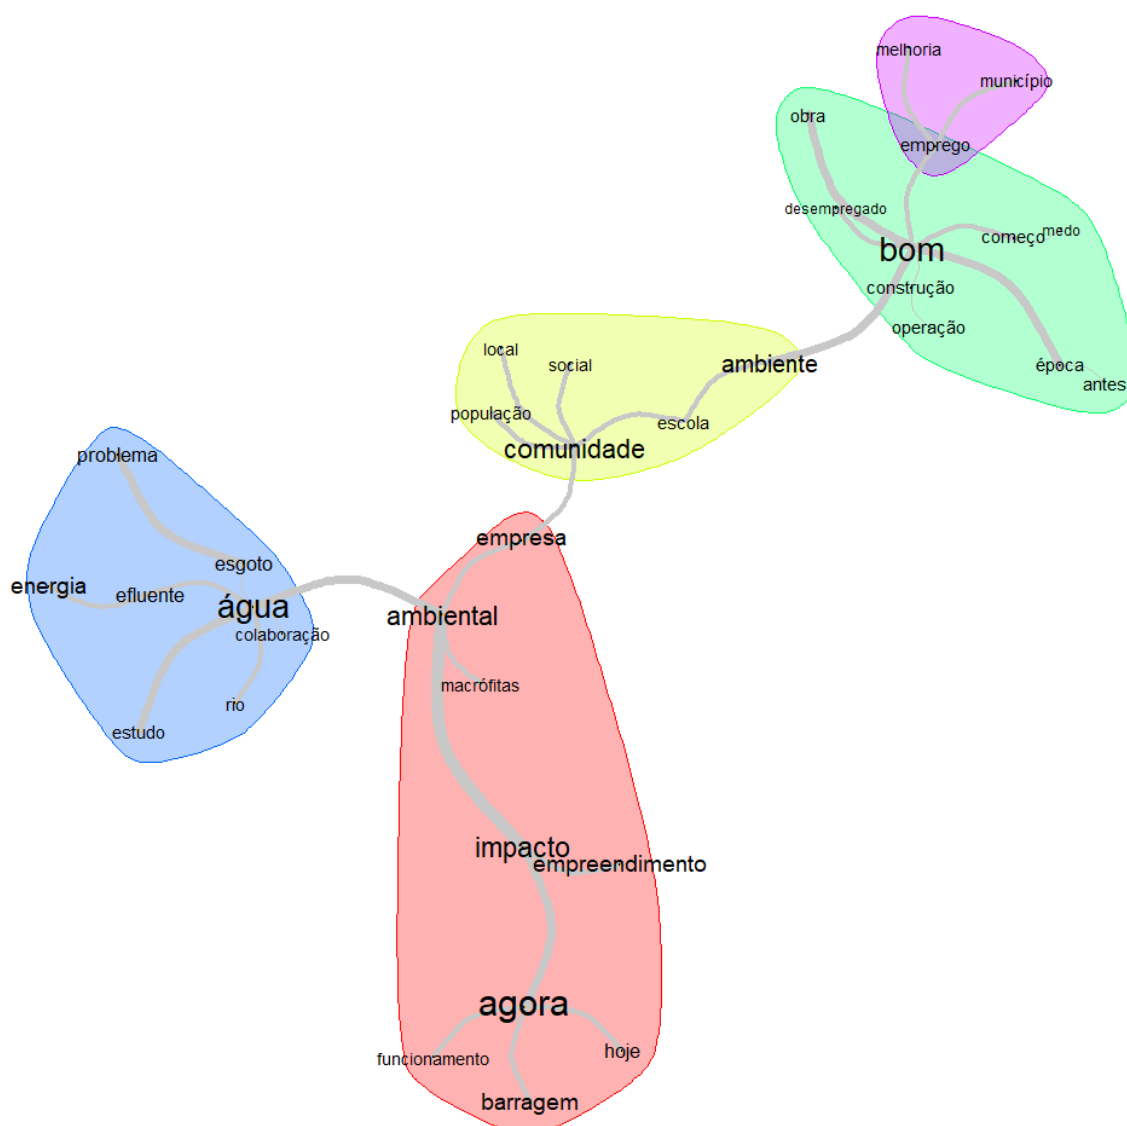 melhoria
município
obra
emprego
desempregado
bom
começo
medo
construção
operação
época
antes
local
social
ambiente
população
escola
comunidade
problema
empresa
esgoto
energia
efluente
água
ambiental
colaboração
macrófitas
rio
estudo
impacto
empreendimento
agora
funcionamento
hoje
barragem